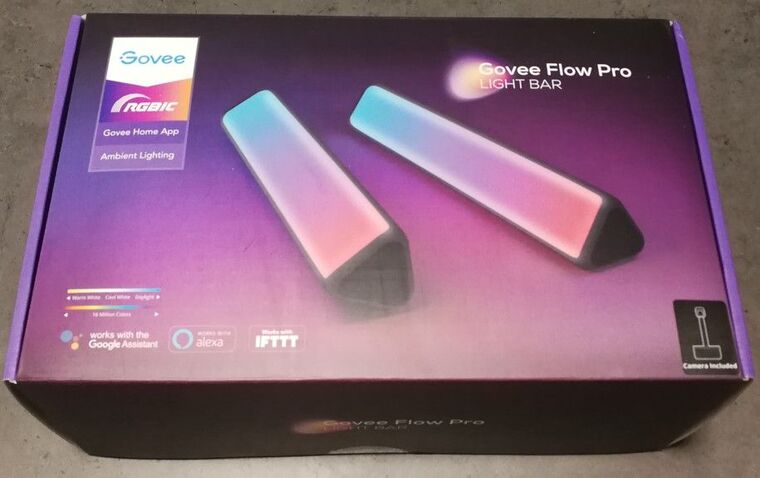 Govee
RGBIC
Govee Home App
Ambient Lighting
Govee Flow Pro
LIGHT BAR
Warm White Cool White Daylight
16 Million Colors
works with the
Google Assistant
WORKS WITH
alexa
Works with
IFTTT
Camera Included
Govee Flow Pro
LIGHT BAR